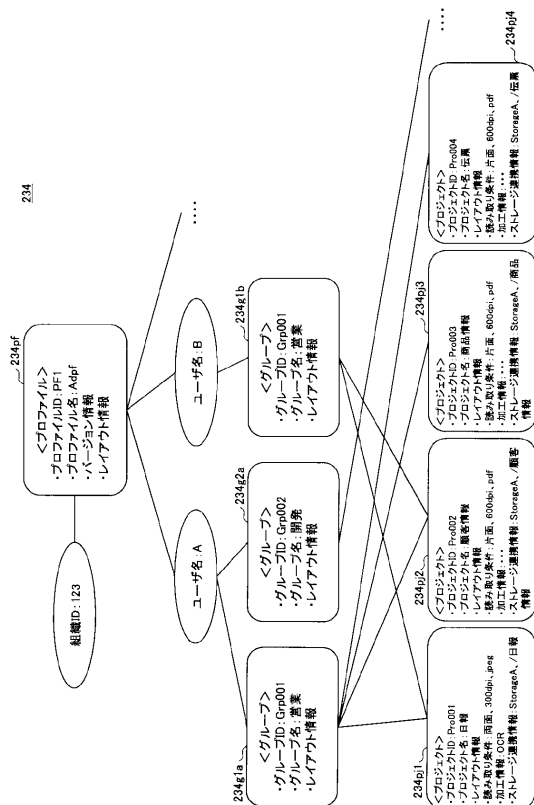 234
234pf
<プロファイル>
・プロファイルID:PF1
・プロファイル名:Adpf
・バージョン情報
・レイアウト情報
組織ID:123
ユーザ名:A
ユーザ名:B
....
234g1a
<グループ>
・グループID:Grp001
・グループ名:営業
・レイアウト情報
234g2a
<グループ>
・グループID:Grp002
・グループ名:開発
・レイアウト情報
234g1b
<グループ>
・グループID:Grp001
・グループ名:営業
・レイアウト情報
....
234pj1
<プロジェクト>
・プロジェクトID:Pro001
・プロジェクト名:日報
・レイアウト情報
・読み取り条件:両面、300dpi、jpeg
・加工情報:OCR
・ストレージ連携情報:StorageA、/日報
234pj2
<プロジェクト>
・プロジェクトID:Pro002
・プロジェクト名:顧客情報
・レイアウト情報
・読み取り条件:片面、600dpi、pdf
・加工情報:....
・ストレージ連携情報:StorageA、/顧客
情報
234pj3
<プロジェクト>
・プロジェクトID:Pro003
・プロジェクト名:商品情報
・レイアウト情報
・読み取り条件:片面、600dpi、pdf
・加工情報:....
・ストレージ連携情報:StorageA、/商品
情報
234pj4
<プロジェクト>
・プロジェクトID:Pro004
・プロジェクト名:伝票
・レイアウト情報
・読み取り条件:片面、600dpi、pdf
・加工情報:....
・ストレージ連携情報:StorageA、/伝票